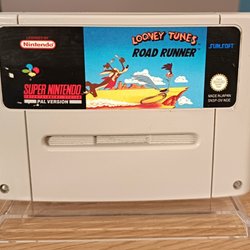 LICENSED BY
Nintendo
LOONEY TUNES
ROAD RUNNER
SUNSOFT
SUPER NINTENDO
ENTERTAINMENT SYSTEM
PAL VERSION
MADE IN JAPAN